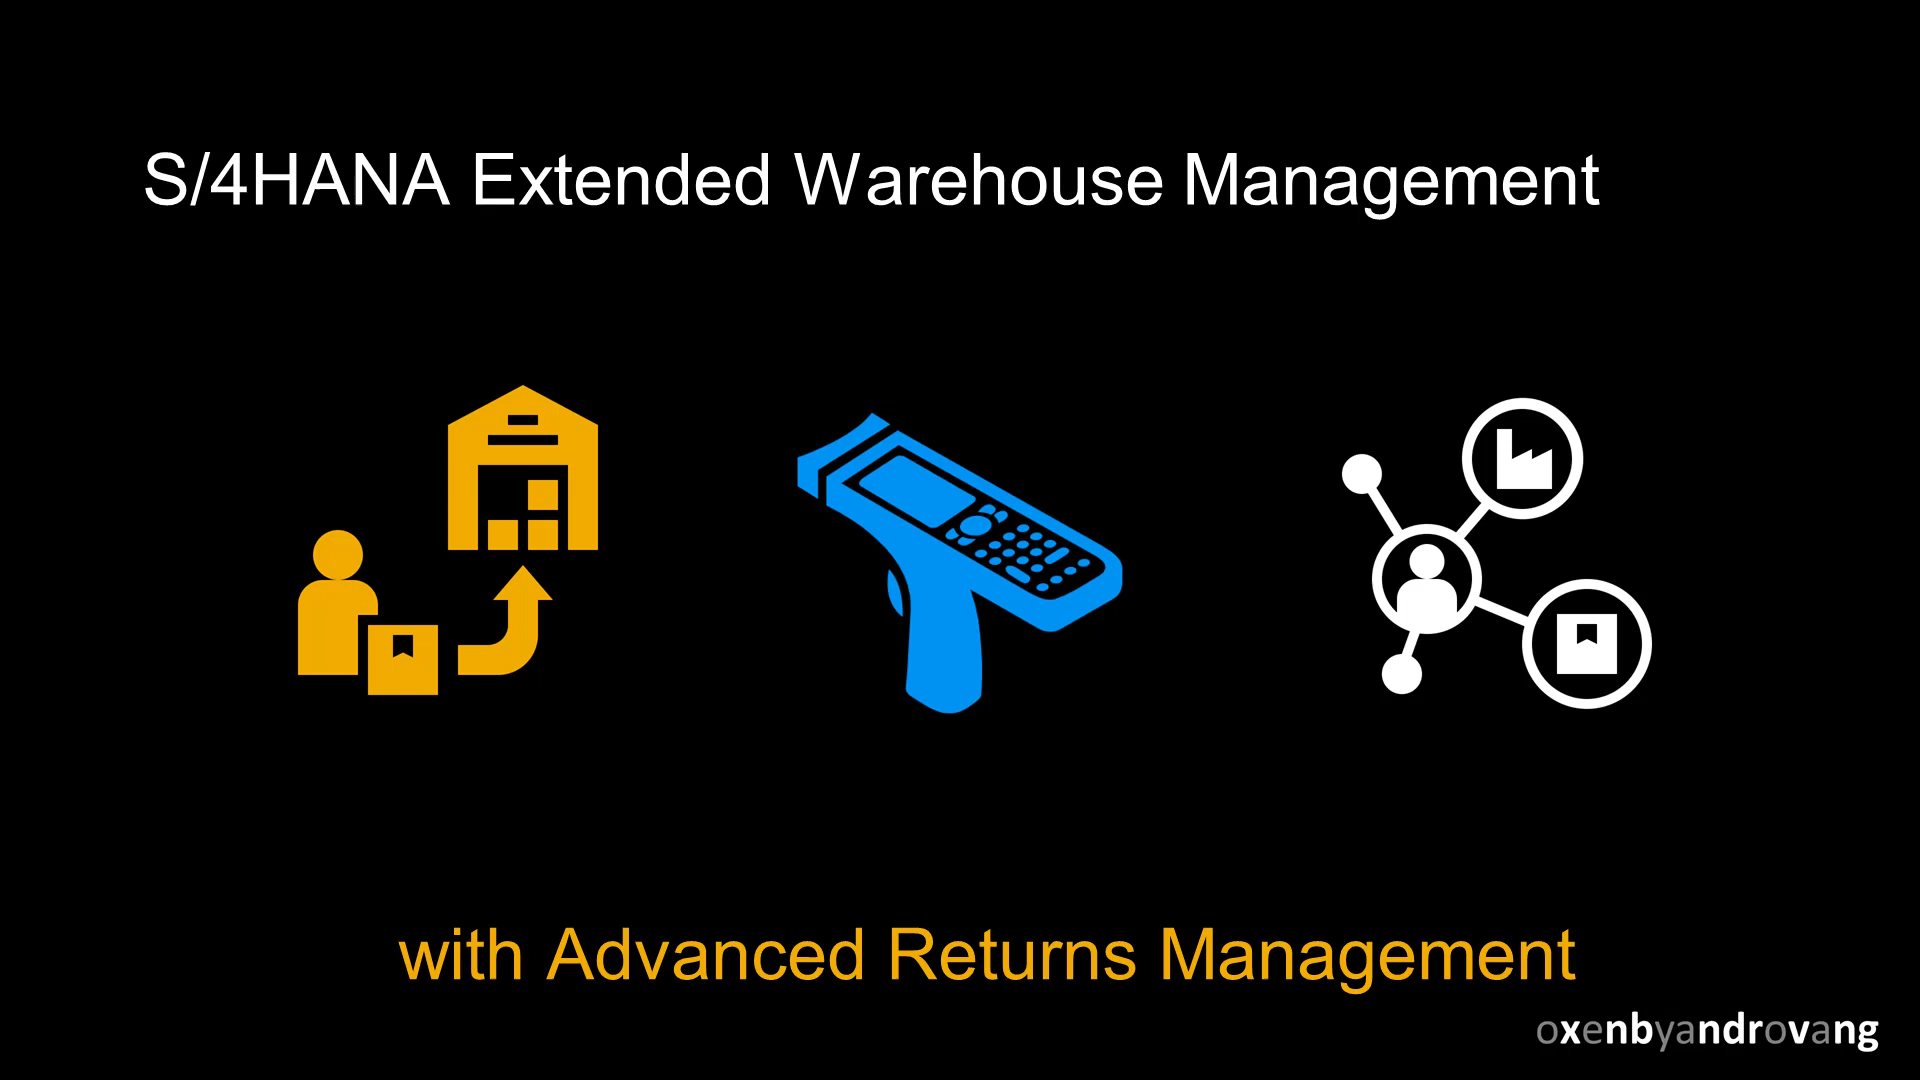 S/4HANA Extended Warehouse Management
with Advanced Returns Management
oxenbyandrovang